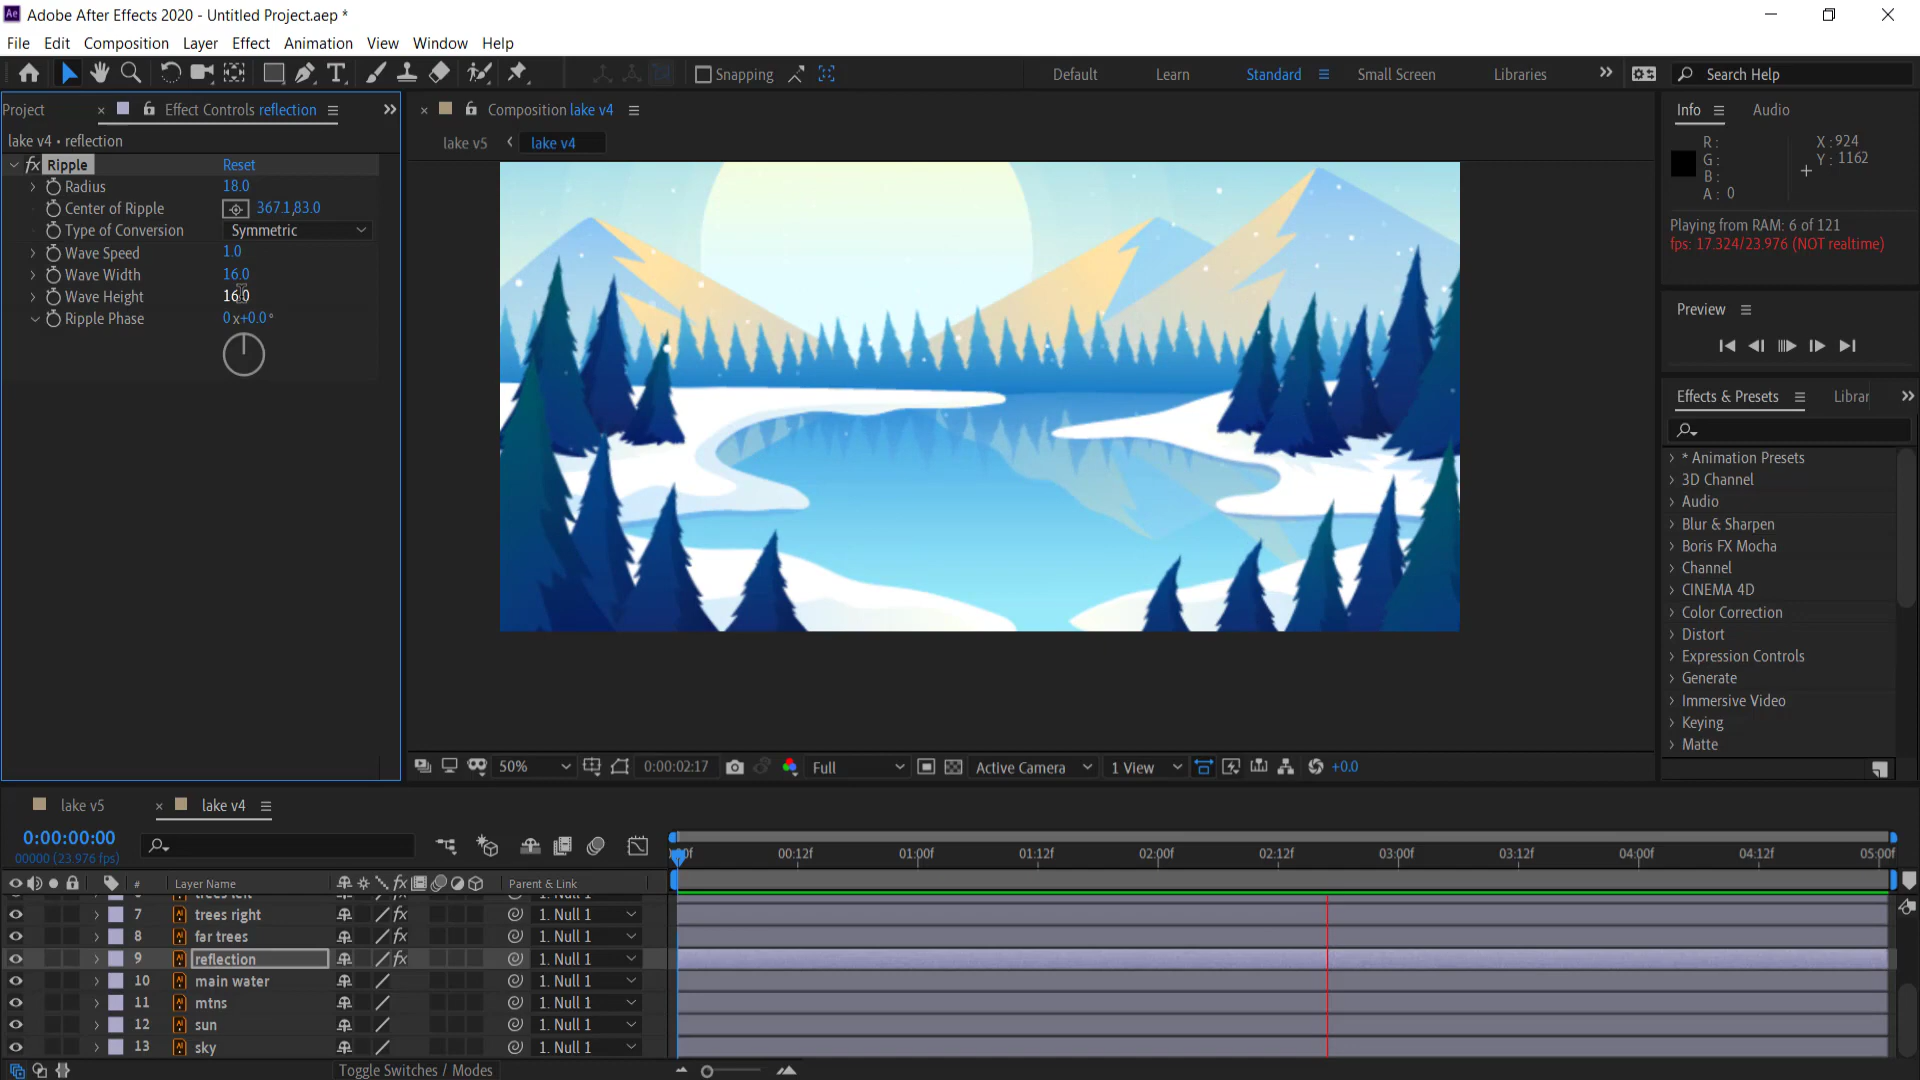 Adobe After Effects 2020 - Untitled Project.aep *
File Edit Composition Layer Effect Animation View Window Help
Snapping Default Learn Standard Small Screen Libraries Search Help
Project Effect Controls reflection
Composition lake v4
Info Audio
lake v4 • reflection
lake v5 lake v4
fx Ripple Reset
Radius 18.0
Center of Ripple 367.1,83.0
Type of Conversion Symmetric
Wave Speed 1.0
Wave Width 16.0
Wave Height 16.0
Ripple Phase 0 x+0.0 °
R :
G :
B :
A : 0
X : 924
Y : 1162
Playing from RAM: 6 of 121
fps: 17.324/23.976 (NOT realtime)
Preview
Effects & Presets Librar
* Animation Presets
3D Channel
Audio
Blur & Sharpen
Boris FX Mocha
Channel
CINEMA 4D
Color Correction
Distort
Expression Controls
Generate
Immersive Video
Keying
Matte
50% 0:00:02:17 Full Active Camera 1 View +0.0
lake v5 lake v4
0:00:00:00
00000 (23.976 fps)
00f 00:12f 01:00f 01:12f 02:00f 02:12f 03:00f 03:12f 04:00f 04:12f 05:00f
# Layer Name fx Parent & Link
7 trees right fx 1. Null 1
8 far trees fx 1. Null 1
9 reflection fx 1. Null 1
10 main water 1. Null 1
11 mtns 1. Null 1
12 sun 1. Null 1
13 sky 1. Null 1
Toggle Switches / Modes